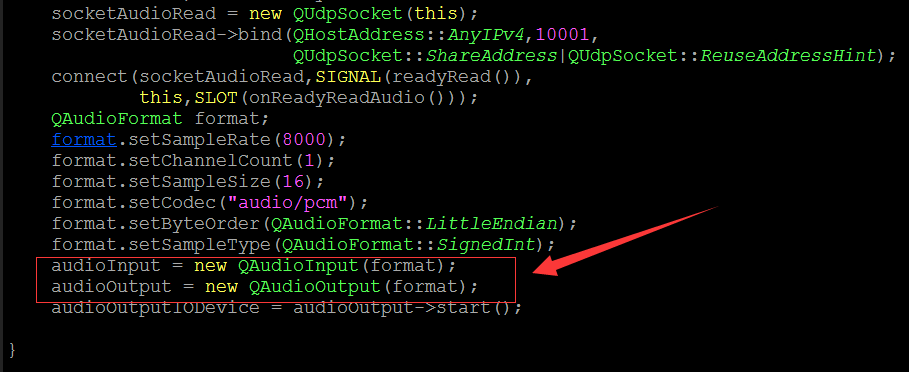 socketAudioRead = new QUdpSocket(this);
socketAudioRead->bind(QHostAddress::AnyIPv4,10001,
QUdpSocket::ShareAddress|QUdpSocket::ReuseAddressHint);
connect(socketAudioRead,SIGNAL(readyRead()),
this,SLOT(onReadyReadAudio()));
QAudioFormat format;
format.setSampleRate(8000);
format.setChannelCount(1);
format.setSampleSize(16);
format.setCodec("audio/pcm");
format.setByteOrder(QAudioFormat::LittleEndian);
format.setSampleType(QAudioFormat::SignedInt);
audioInput = new QAudioInput(format);
audioOutput = new QAudioOutput(format);
audioOutputIODevice = audioOutput->start();
}